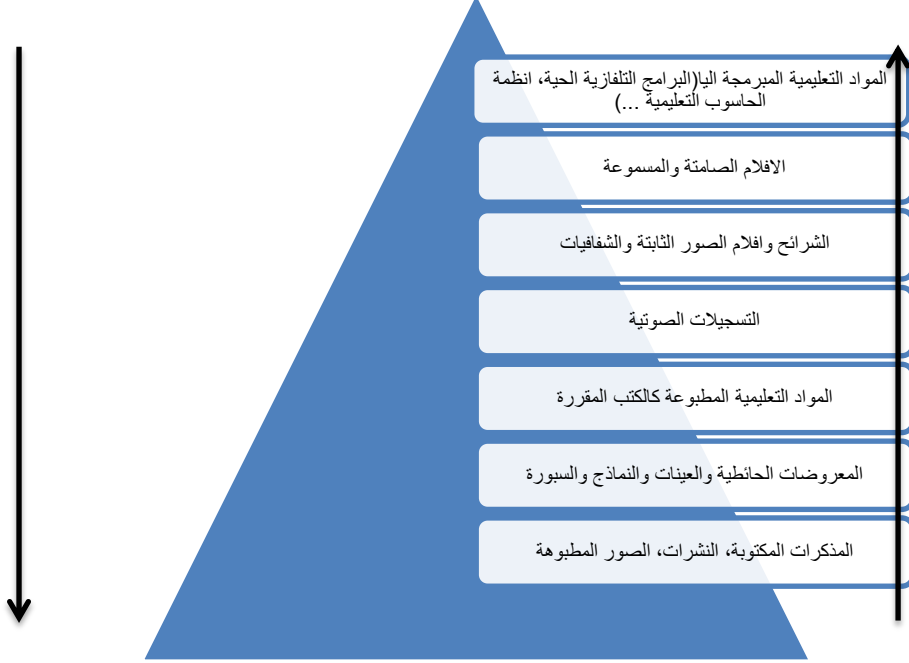 المواد التعليمية المبرمجة اليا(البرامج التلفازية الحية، انظمة
الحاسوب التعليمية ...)
الافلام الصامتة والمسموعة
الشرائح وافلام الصور الثابتة والشفافيات
التسجيلات الصوتية
المواد التعليمية المطبوعة كالكتب المقررة
المعروضات الحائطية والعينات والنماذج والسبورة
المذكرات المكتوبة، النشرات، الصور المطبوهة